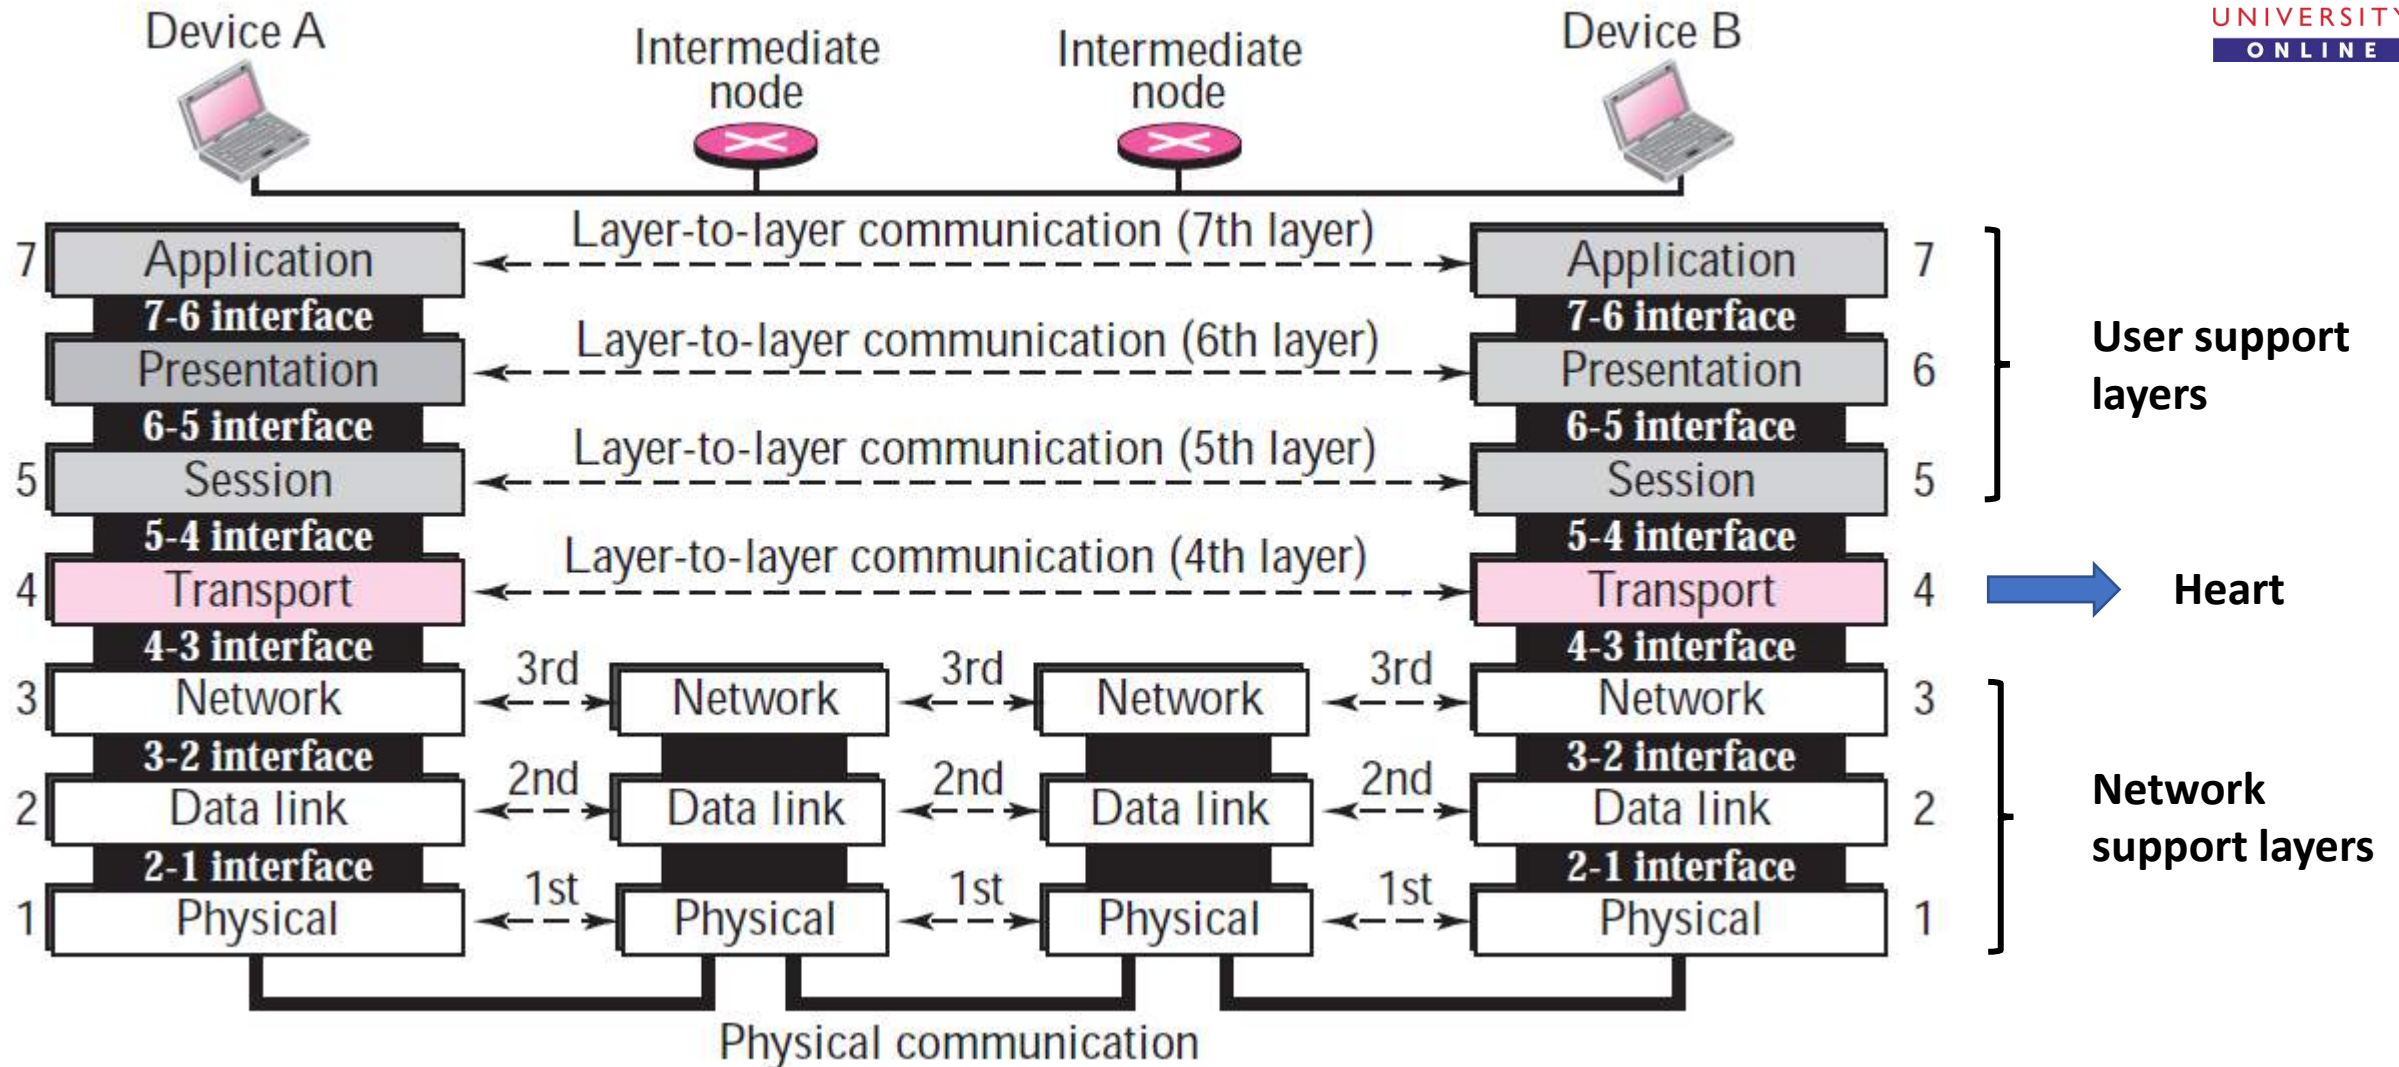 UNIVERSITY
ONLINE
Device A
Intermediate
node
Intermediate
node
Device B
Layer-to-layer communication (7th layer)
7 Application
Application 7
7-6 interface
7-6 interface
Layer-to-layer communication (6th layer)
Presentation
Presentation 6
6-5 interface
6-5 interface
Layer-to-layer communication (5th layer)
5 Session
Session 5
5-4 interface
5-4 interface
Layer-to-layer communication (4th layer)
4 Transport
Transport 4
4-3 interface
4-3 interface
3rd
3rd
3rd
3 Network
Network
Network
Network 3
3-2 interface
3-2 interface
2nd
2nd
2nd
2 Data link
Data link
Data link
Data link 2
2-1 interface
2-1 interface
1st
1st
1st
1 Physical
Physical
Physical
Physical 1
Physical communication
User support
layers
Heart
Network
support layers